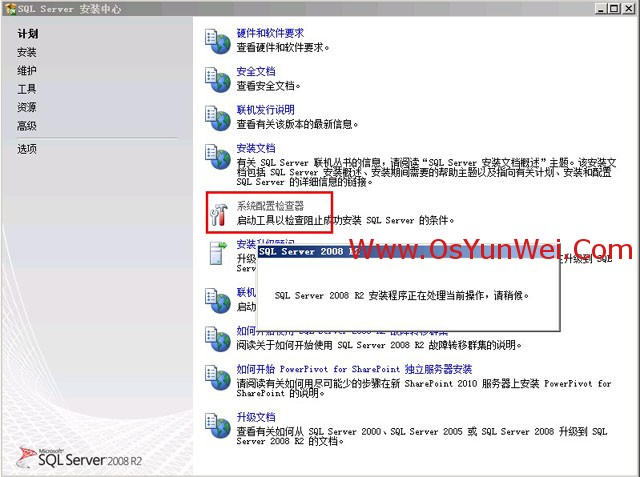 SQL Server 安装中心
计划
安装
维护
工具
资源
高级
选项
硬件和软件要求
查看硬件和软件要求。
安全文档
查看安全文档。
联机发行说明
查看有关该版本的最新信息。
安装文档
有关 SQL Server 联机丛书的信息，请阅读“SQL Server 安装文档概述”主题。该安装文
档包括 SQL Server 安装概述、安装期间需要的帮助主题以及指向有关计划、安装和配置
SQL Server 的详细信息的链接。
系统配置检查器
启动工具以检查阻止成功安装 SQL Server 的条件。
安装升级顾问
Www.OsYunWei.Com
升级
升级到 SQL
Serv
SQL Server 2008 R2
SQL Server 2008 R2 安装程序正在处理当前操作，请稍候。
联机
启动
如何开始使用 SQL Server 2008 R2 故障转移群集
阅读关于如何开始使用 SQL Server 2008 R2 故障转移群集的说明。
如何开始 PowerPivot for SharePoint 独立服务器安装
请阅读有关如何用尽可能少的步骤在新 SharePoint 2010 服务器上安装 PowerPivot for
SharePoint 的说明。
升级文档
查看有关如何从 SQL Server 2000、SQL Server 2005 或 SQL Server 2008 升级到 SQL
Server 2008 R2 的文档。
Microsoft
SQL Server 2008 R2